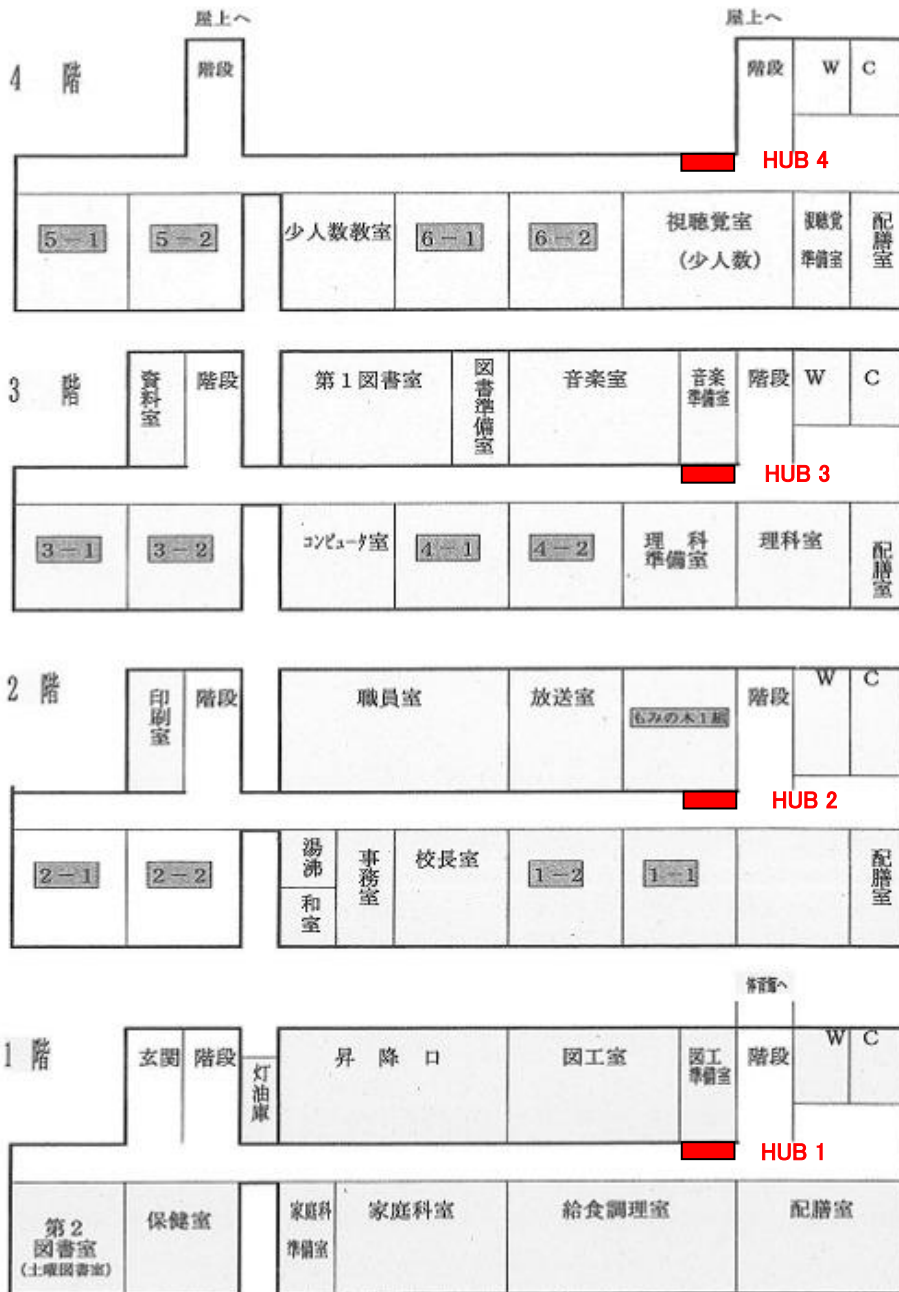 屋上へ
屋上へ
4 階
階段
階段
W C
HUB 4
5-1
5-2
少人数教室
6-1
6-2
視聴覚室
(少人数)
視聴覚
準備室
配膳室
3 階
資料室
階段
第1図書室
図書準備室
音楽室
音楽
準備室
階段
W C
HUB 3
3-1
3-2
コンピュータ室
4-1
4-2
理科
準備室
理科室
配膳室
2 階
印刷室
階段
職員室
放送室
もみの木1組
階段
W C
HUB 2
2-1
2-2
湯沸
和室
事務室
校長室
1-2
1-1
配膳室
体育館へ
1 階
玄関
階段
灯油庫
昇降口
図工室
図工
準備室
階段
W C
HUB 1
第2
図書室
(土曜図書室)
保健室
家庭科
準備室
家庭科室
給食調理室
配膳室